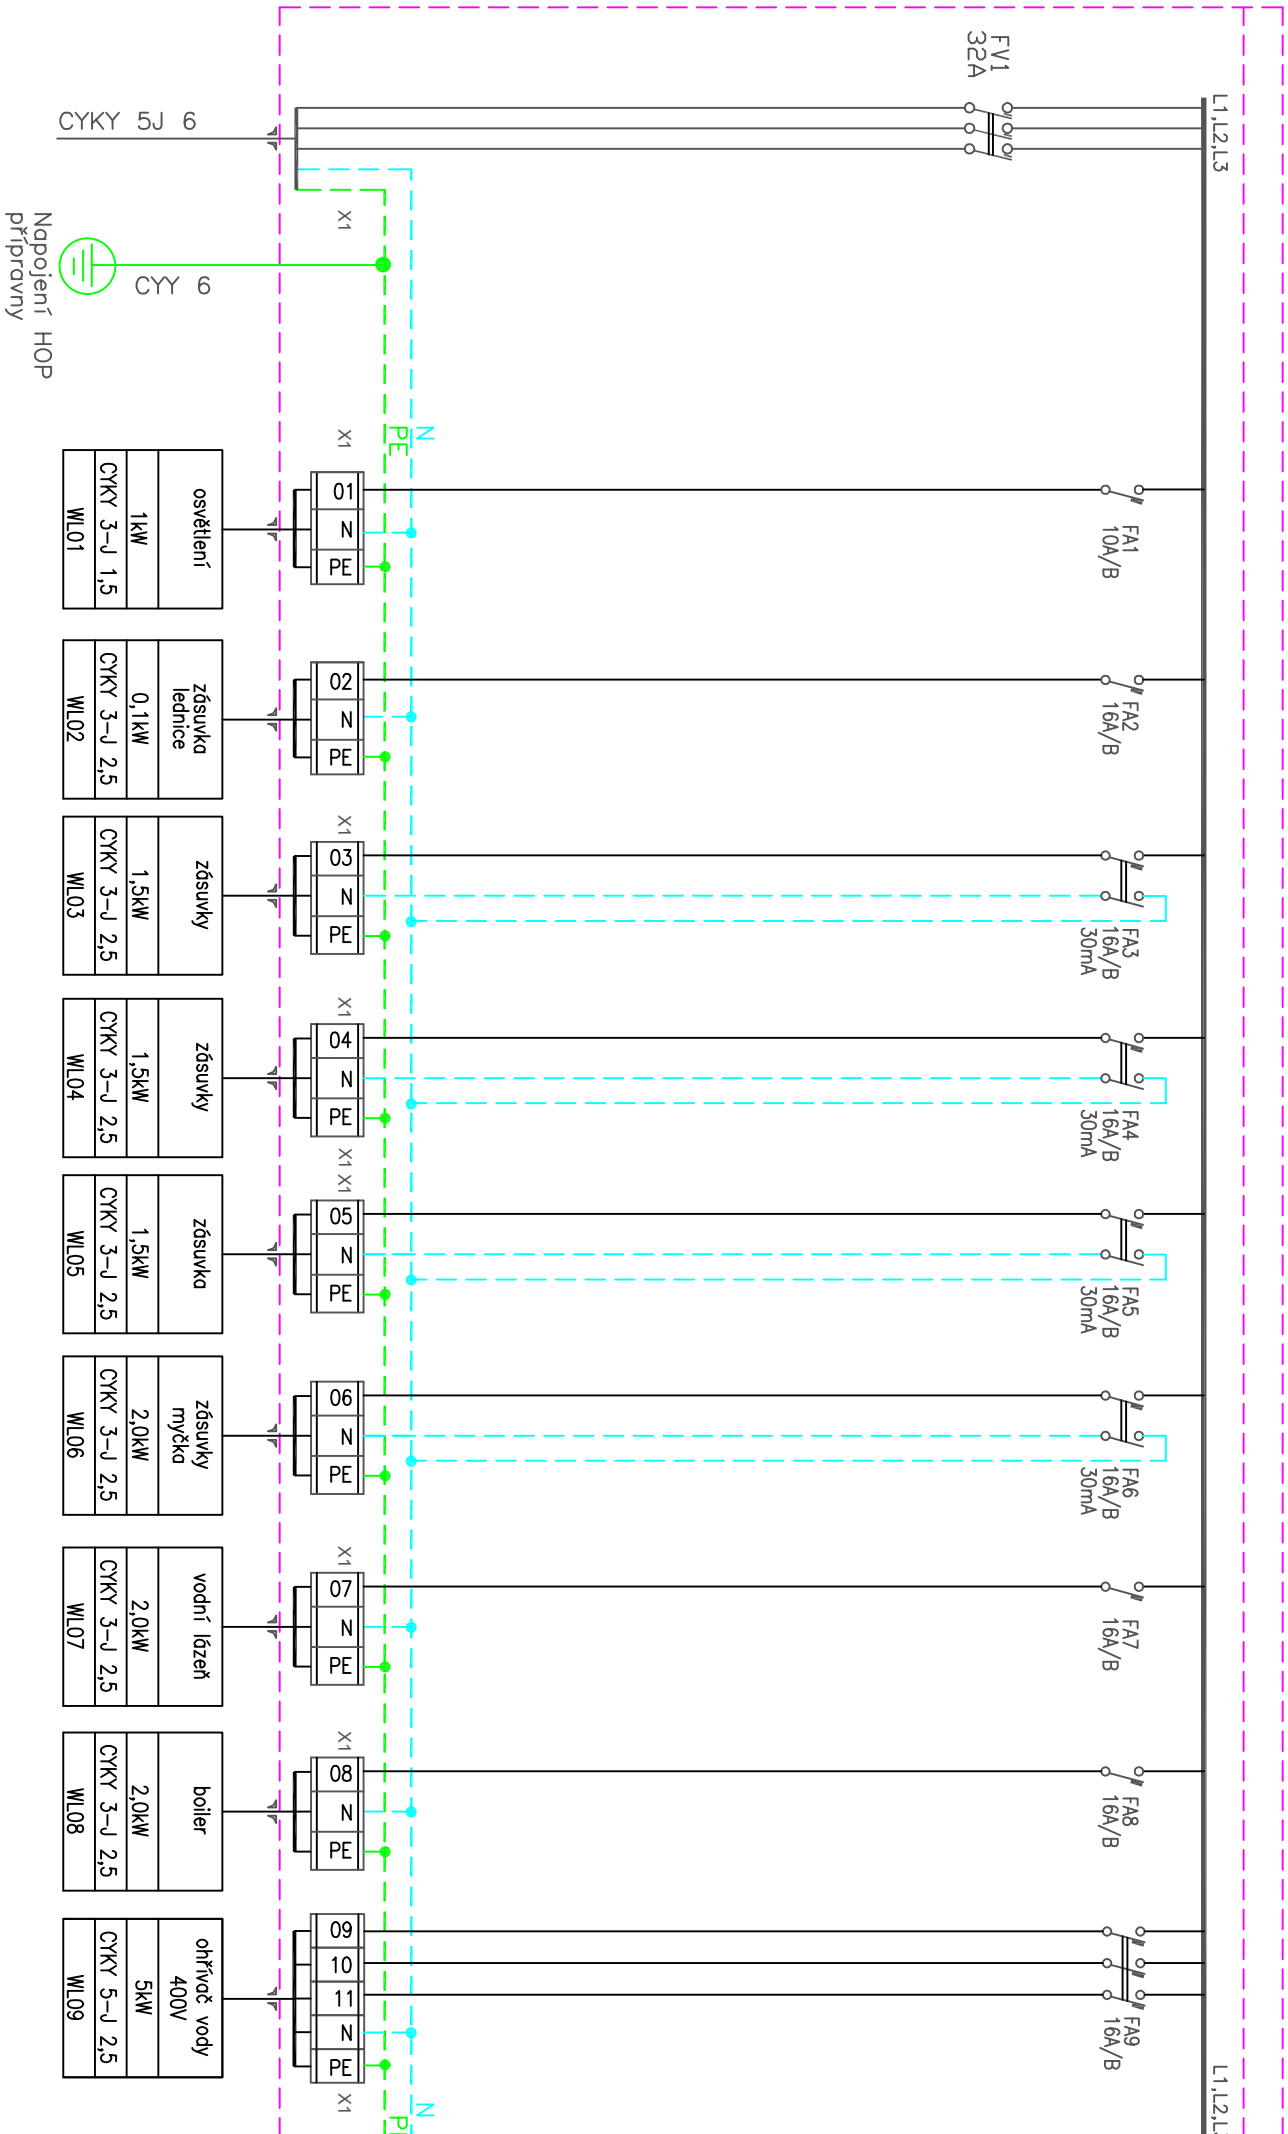 L1,L2,L3
FV1
32A
CYKY 5J 6
X1
CYY 6
Napojení HOP
přípravny
N
PE
X1
FA1
10A/B
01
N
PE
osvětlení
1kW
CYKY 3-J 1,5
WL01
FA2
16A/B
02
N
PE
zásuvka
lednice
0,1kW
CYKY 3-J 2,5
WL02
X1
FA3
16A/B
30mA
03
N
PE
zásuvky
1,5kW
CYKY 3-J 2,5
WL03
X1
FA4
16A/B
30mA
04
N
PE
zásuvky
1,5kW
CYKY 3-J 2,5
WL04
X1 X1
FA5
16A/B
30mA
05
N
PE
zásuvka
1,5kW
CYKY 3-J 2,5
WL05
FA6
16A/B
30mA
06
N
PE
zásuvky
myčka
2,0kW
CYKY 3-J 2,5
WL06
X1
FA7
16A/B
07
N
PE
vodní lázeň
2,0kW
CYKY 3-J 2,5
WL07
X1
FA8
16A/B
08
N
PE
boiler
2,0kW
CYKY 3-J 2,5
WL08
FA9
16A/B
09
10
11
N
PE
X1
ohřívač vody
400V
5kW
CYKY 5-J 2,5
WL09
N
L1,L2,L